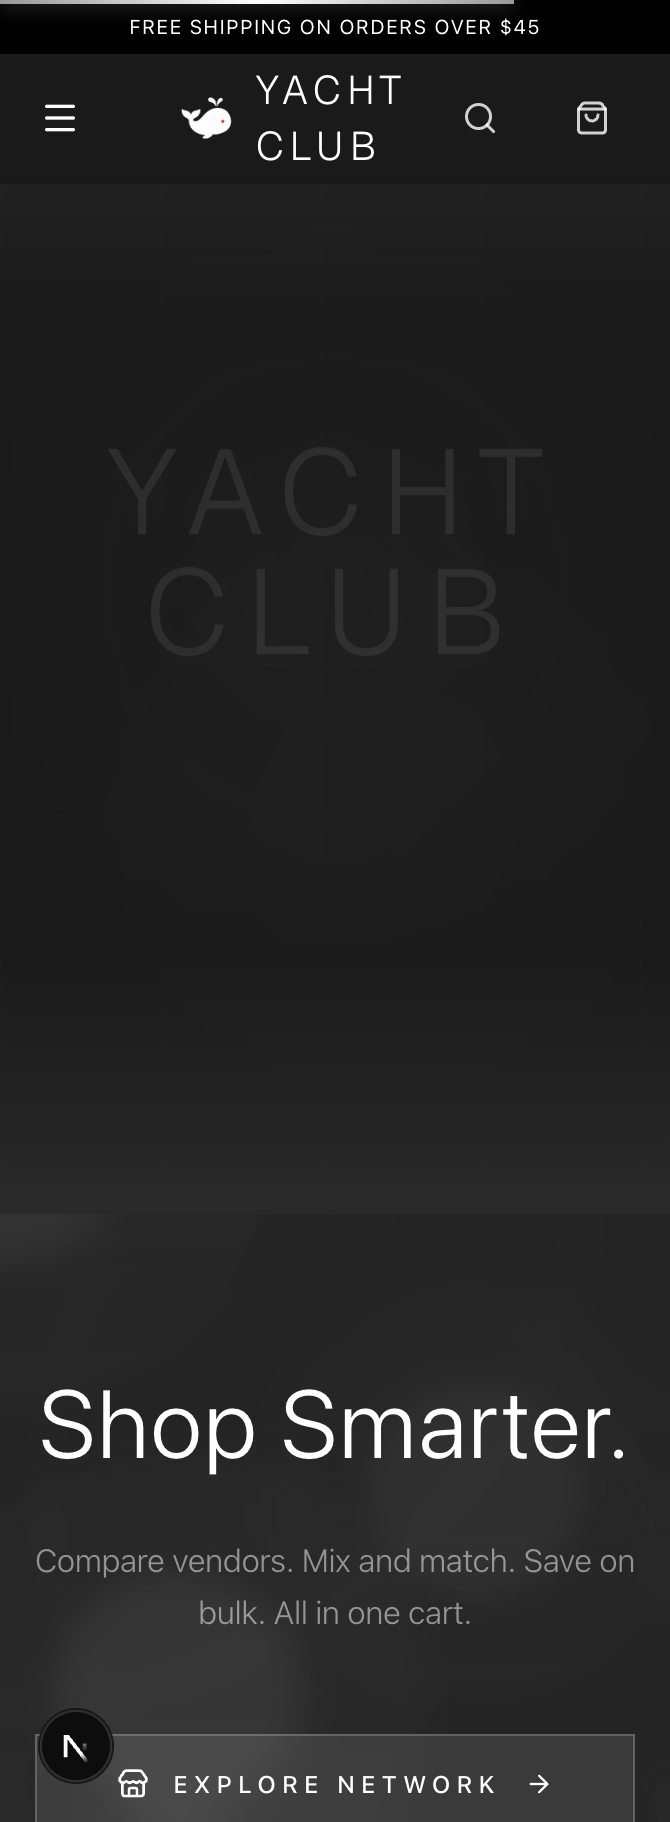 FREE SHIPPING ON ORDERS OVER $45
YACHT
CLUB
YACHT
CLUB
Shop Smarter.
Compare vendors. Mix and match. Save on
bulk. All in one cart.
N
EXPLORE NETWORK